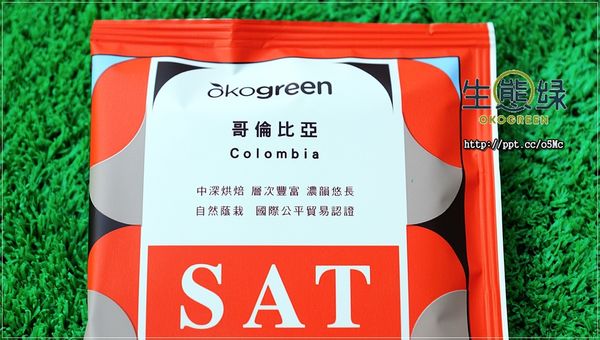 ökogreen
哥倫比亞
Colombia
中深烘焙 層次豐富 濃韻悠長
自然蔭栽 國際公平貿易認證
SAT
生態綠
OKOGREEN
http://ppt.cc/o5Mc